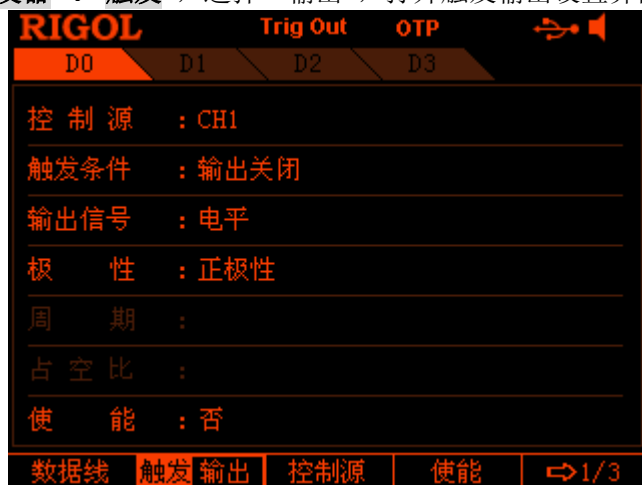 RIGOL Trig Out OTP
D0 D1 D2 D3
控制源 : CH1
触发条件 : 输出关闭
输出信号 : 电平
极性 : 正极性
周期 :
占空比 :
使能 : 否
数据线 触发 输出 控制源 使能 ⇨1/3